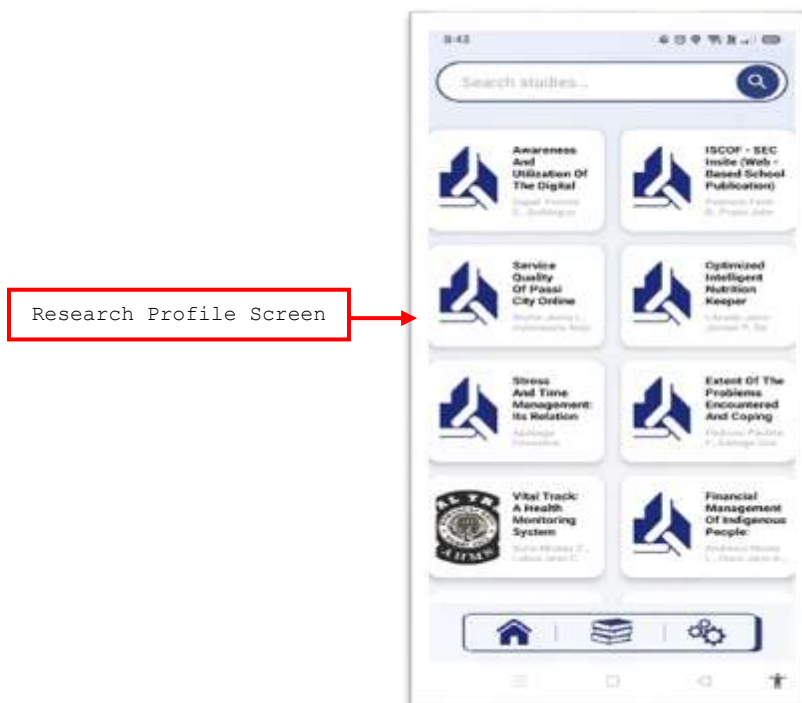 8:43
Search studies...
Awareness
And
Utilization Of
The Digital
ISCOF - SEC
Insite (Web -
Based School
Publication)
Service
Quality
Of Passi
City Online
Optimized
Intelligent
Nutrition
Keeper
Research Profile Screen
Stress
And Time
Management:
Its Relation
Extent Of The
Problems
Encountered
And Coping
Vital Track:
A Health
Monitoring
System
Financial
Management
Of Indigenous
People: